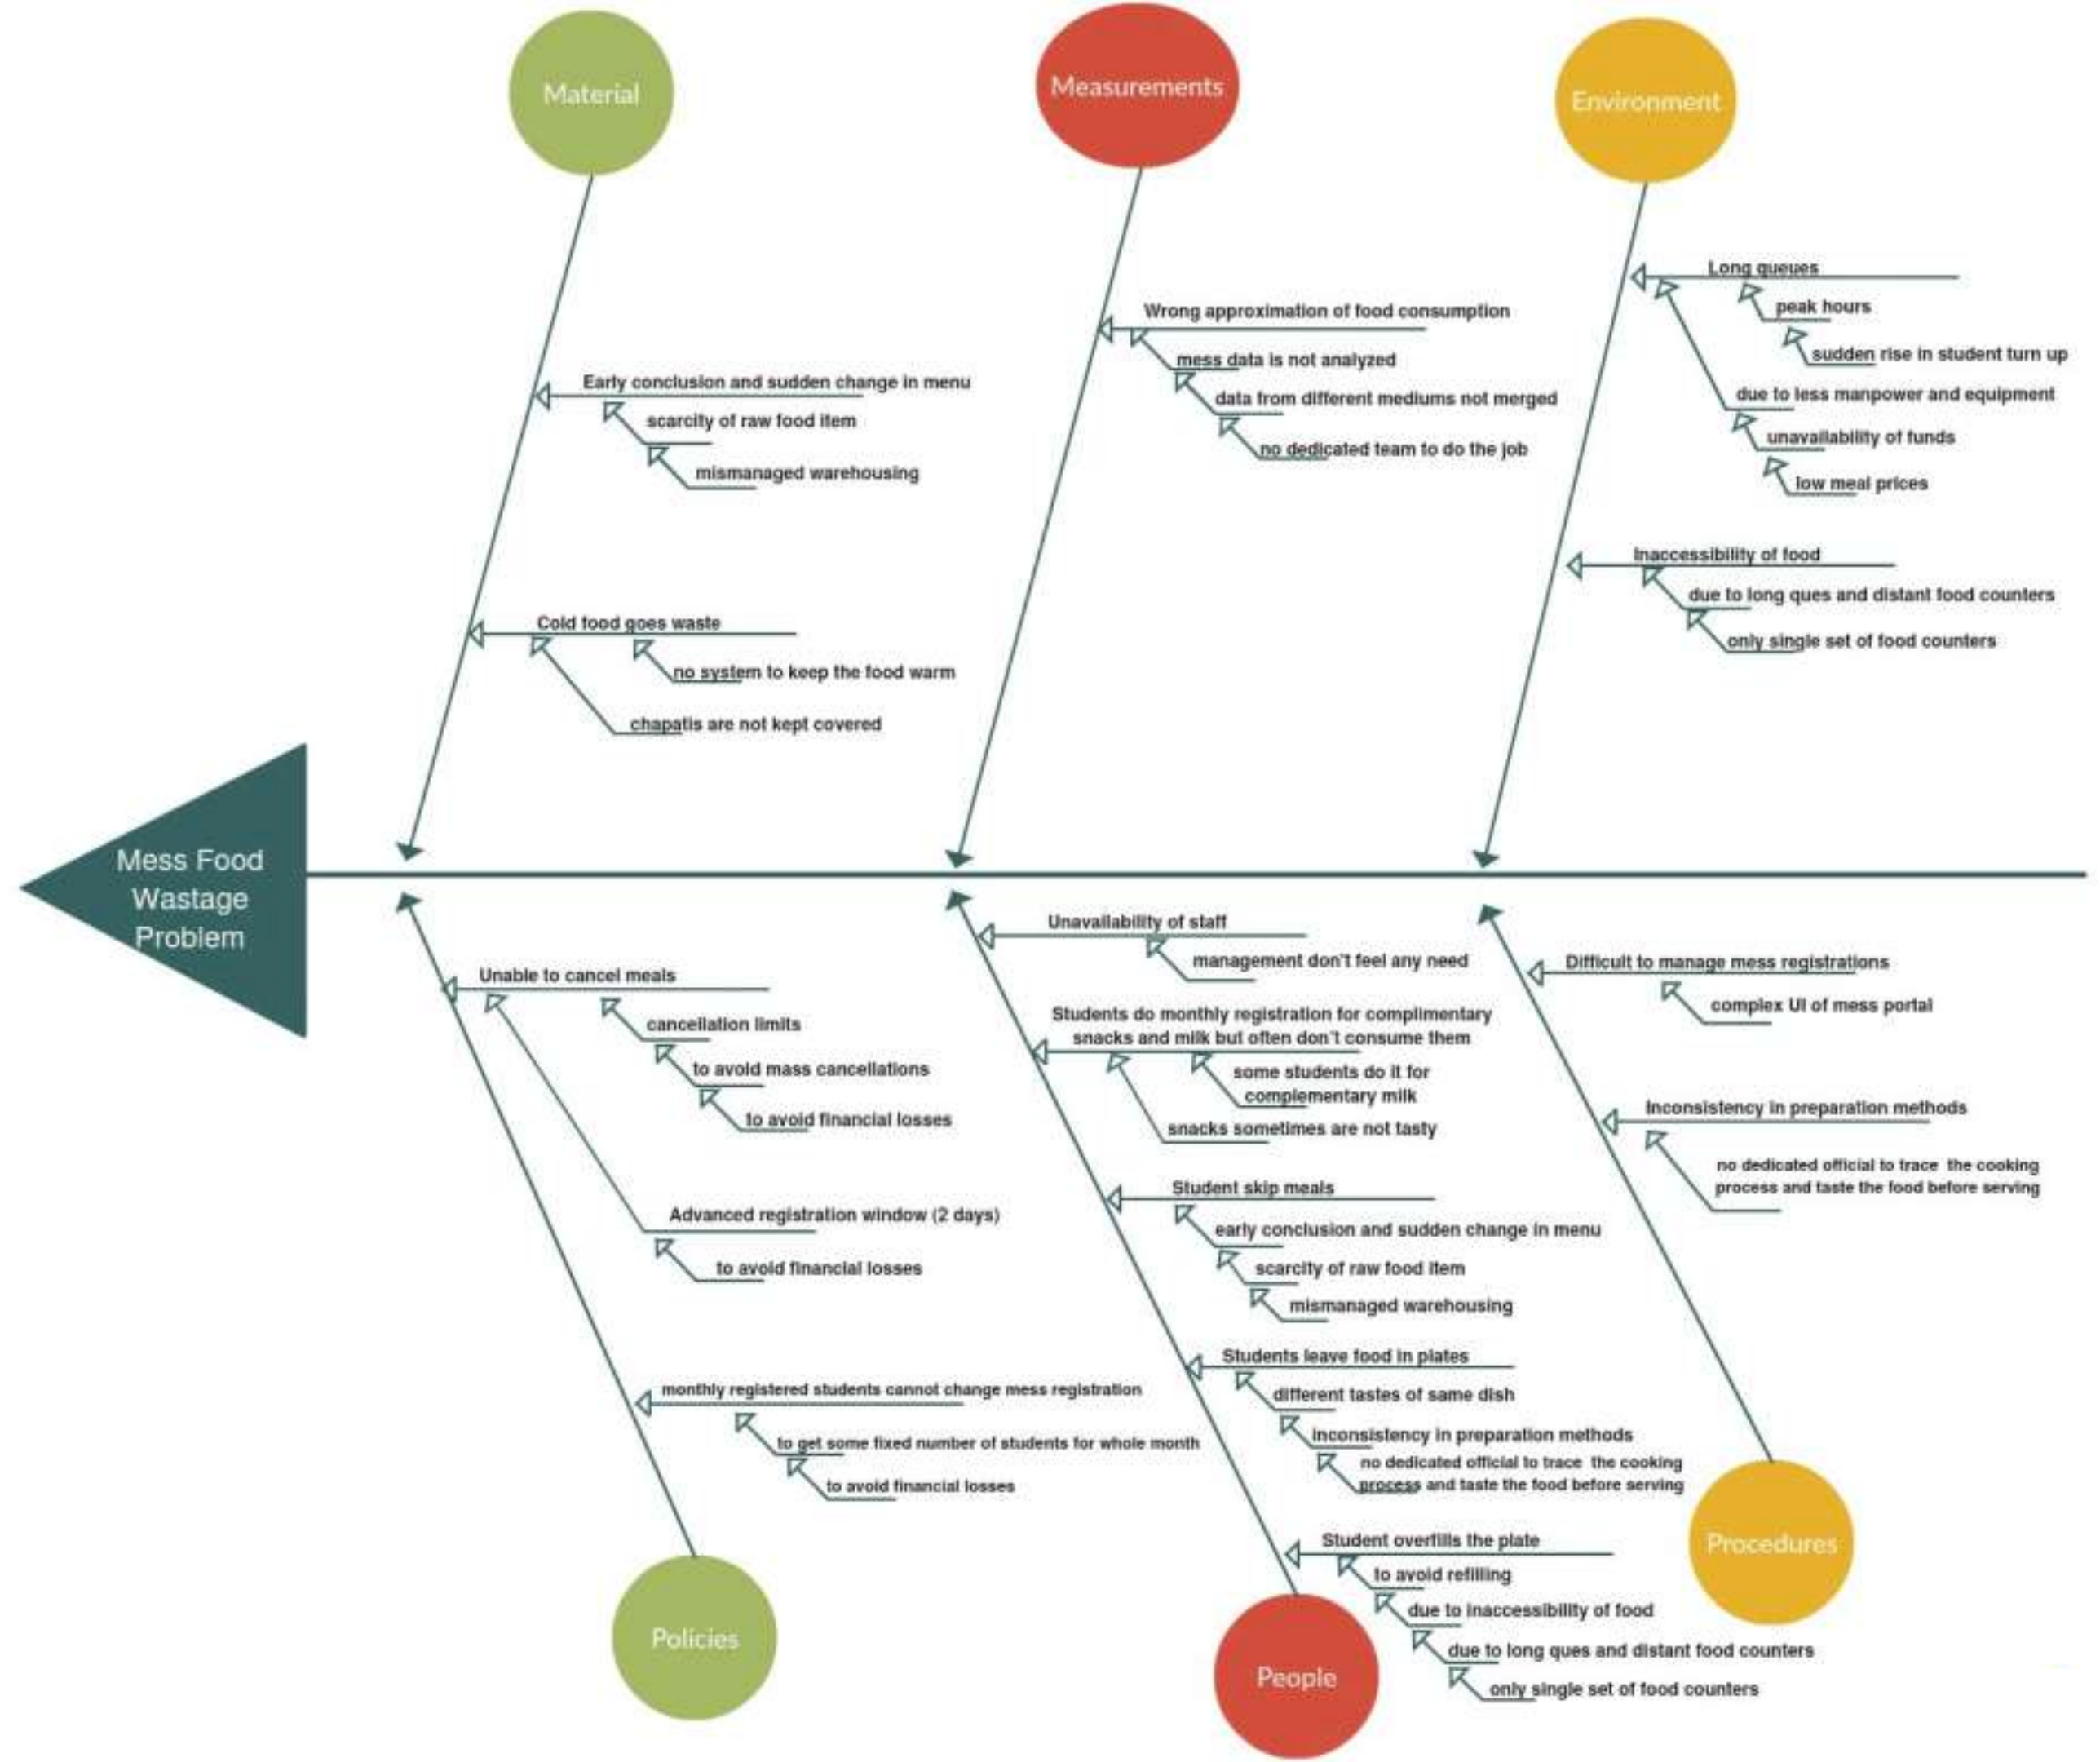 Material
Measurements
Environment
Early conclusion and sudden change in menu
scarcity of raw food item
mismanaged warehousing
Cold food goes waste
no system to keep the food warm
chapatis are not kept covered
Wrong approximation of food consumption
mess data is not analyzed
data from different mediums not merged
no dedicated team to do the job
Long queues
peak hours
sudden rise in student turn up
due to less manpower and equipment
unavailability of funds
low meal prices
Inaccessibility of food
due to long ques and distant food counters
only single set of food counters
Mess Food
Wastage
Problem
Unable to cancel meals
cancellation limits
to avoid mass cancellations
to avoid financial losses
Advanced registration window (2 days)
to avoid financial losses
monthly registered students cannot change mess registration
to get some fixed number of students for whole month
to avoid financial losses
Policies
Unavailability of staff
management don't feel any need
Students do monthly registration for complimentary
snacks and milk but often don't consume them
some students do it for
complementary milk
snacks sometimes are not tasty
Student skip meals
early conclusion and sudden change in menu
scarcity of raw food item
mismanaged warehousing
Students leave food in plates
different tastes of same dish
inconsistency in preparation methods
no dedicated official to trace the cooking
process and taste the food before serving
Student overfills the plate
to avoid refilling
due to inaccessibility of food
due to long ques and distant food counters
only single set of food counters
People
Difficult to manage mess registrations
complex UI of mess portal
Inconsistency in preparation methods
no dedicated official to trace the cooking
process and taste the food before serving
Procedures